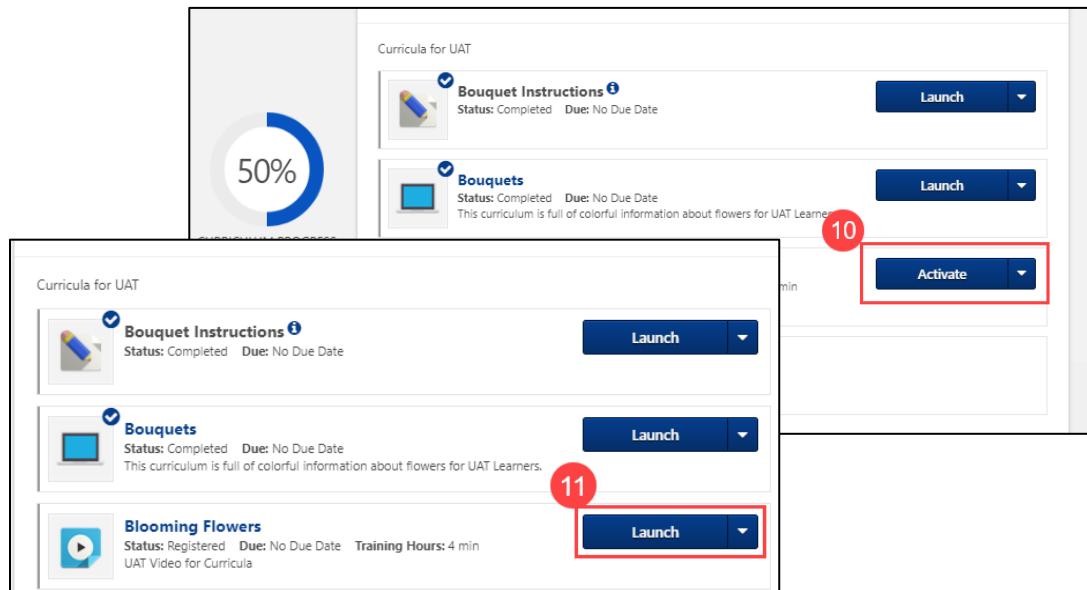 Curricula for UAT
Bouquet Instructions
Status: Completed Due: No Due Date
Launch
50%
Bouquets
Status: Completed Due: No Due Date
This curriculum is full of colorful information about flowers for UAT Learners
Launch
10
CURRICULUM PROGRESS
min
Activate
Curricula for UAT
Bouquet Instructions
Status: Completed Due: No Due Date
Launch
Bouquets
Status: Completed Due: No Due Date
This curriculum is full of colorful information about flowers for UAT Learners.
Launch
11
Blooming Flowers
Status: Registered Due: No Due Date Training Hours: 4 min
UAT Video for Curricula
Launch